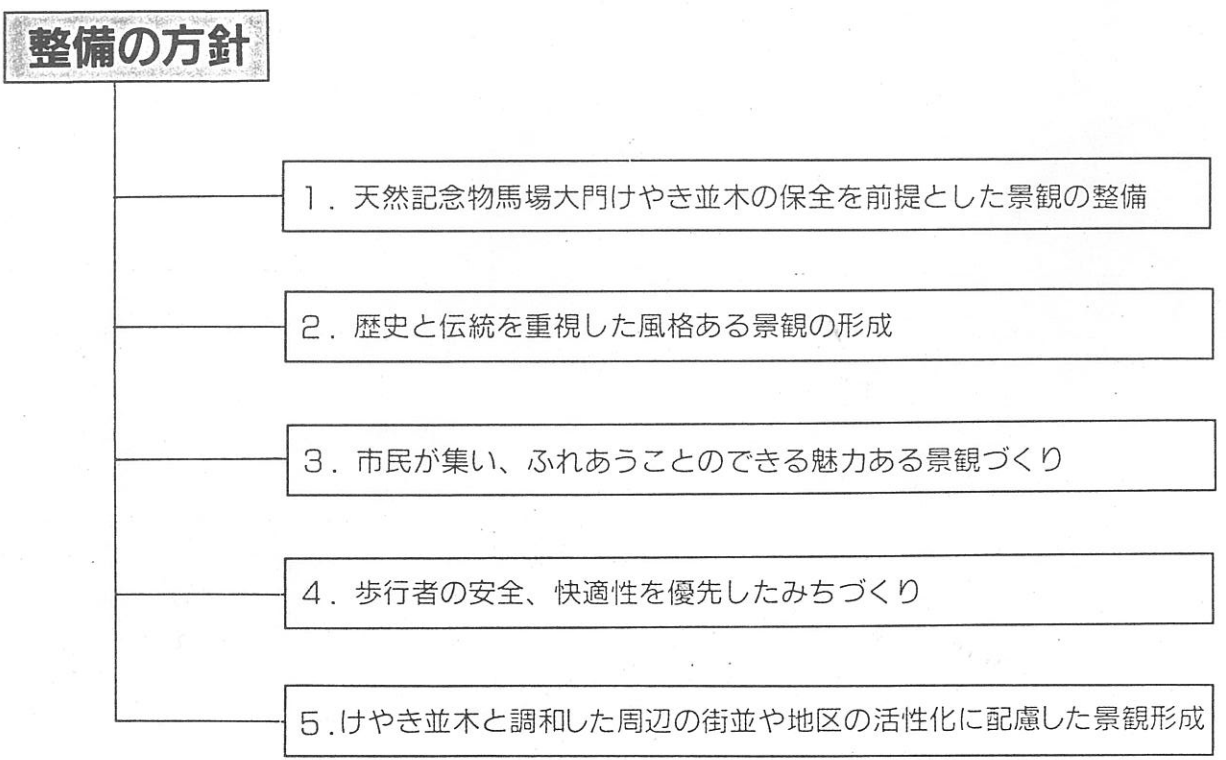 整備の方針
1. 天然記念物馬場大門けやき並木の保全を前提とした景観の整備
2. 歴史と伝統を重視した風格ある景観の形成
3. 市民が集い、ふれあうことのできる魅力ある景観づくり
4. 歩行者の安全、快適性を優先したみちづくり
5.けやき並木と調和した周辺の街並や地区の活性化に配慮した景観形成